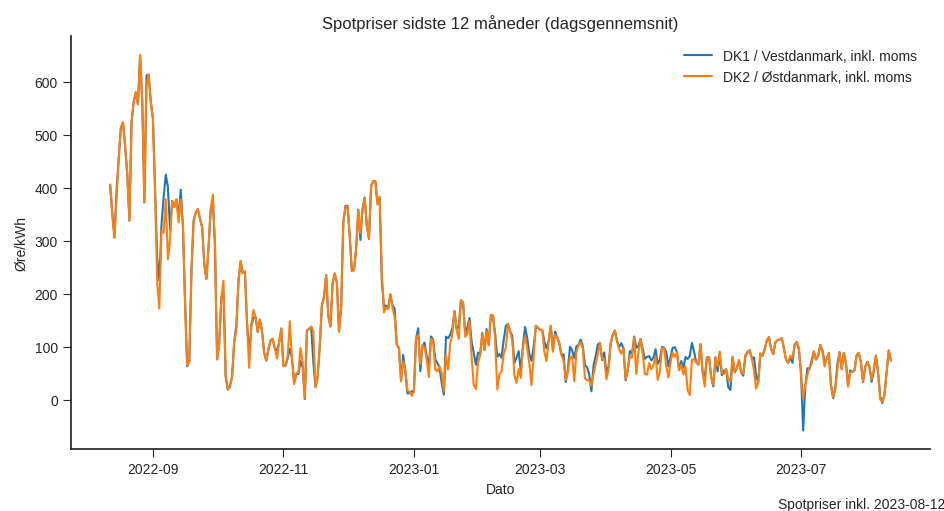 Spotpriser sidste 12 måneder (dagsgennemsnit)
DK1 / Vestdanmark, inkl. moms
DK2 / Østdanmark, inkl. moms
Øre/kWh
600
500
400
300
200
100
0
2022-09 2022-11 2023-01 2023-03 2023-05 2023-07
Dato
Spotpriser inkl. 2023-08-12